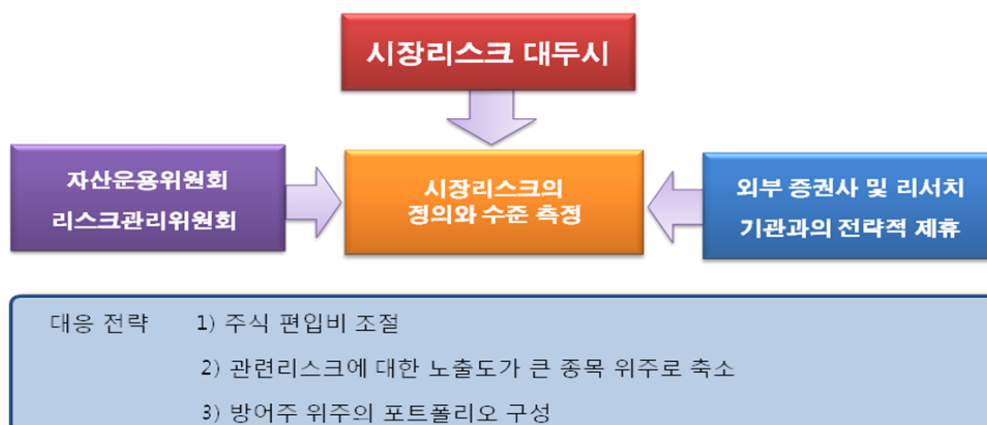 시장리스크 대두시
자산운용위원회
리스크관리위원회
시장리스크의
정의와 수준 측정
외부 증권사 및 리서치
기관과의 전략적 제휴
대응 전략 1) 주식 편입비 조절
2) 관련리스크에 대한 노출도가 큰 종목 위주로 축소
3) 방어주 위주의 포트폴리오 구성